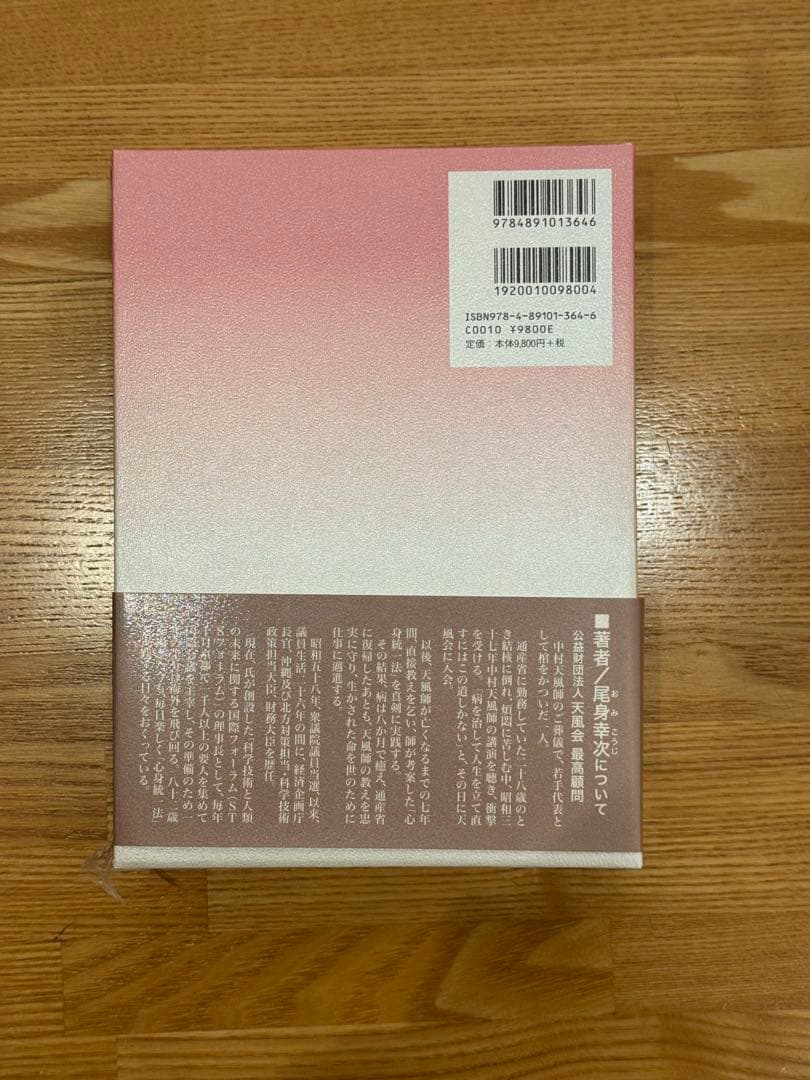 9784891013646
1920010098004
ISBN978-4-89101-364-6
C0010 ¥9800E
定価：本体9,800円＋税
■著者/尾身幸次について
おみ こうじ
公益財団法人 天風会 最高顧問
中村天風師のご葬儀で、若手代表と
して棺をかついだ一人。
通産省に勤務していた二十八歳のと
き結核に倒れ、煩悶に苦しむ中、昭和三
十七年中村天風師の講演を聴き、衝撃
を受ける。「病を治して人生を立て直
すにはこの道しかない」と、その日に天
風会に入会。
以後、天風師が亡くなるまでの七年
間、直接教えを乞い、師が考案した「心
身統一法」を真剣に実践する。
その結果、病は八か月で癒え、通産省
に復帰したあとも、天風師の教えを忠
実に守り、生かされた命を世のために
仕事に邁進する。
昭和五十八年、衆議院議員当選、以来、
議員生活二十六年の間に、経済企画庁
長官、沖縄及び北方対策担当・科学技術
政策担当大臣、財務大臣を歴任。
現在、氏が創設した「科学技術と人類
の未来に関する国際フォーラム（ST
Sフォーラム）」の理事長として、毎年
十月京都で、千人以上の要人を集めて
を主宰し、その準備のため一
海外を飛び回る。八十二歳
も、毎日楽しく「心身統一法」
を実践する日々をおくっている。